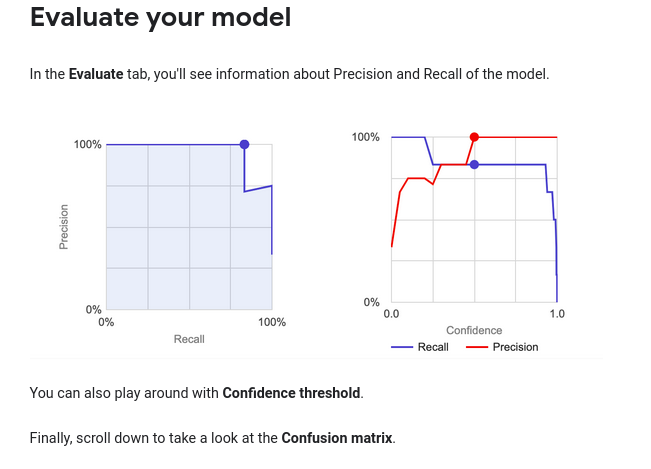 Evaluate your model
In the Evaluate tab, you'll see information about Precision and Recall of the model.
100%
Precision
0%
0%
100%
Recall
100%
0%
0.0
1.0
Confidence
Recall
Precision
You can also play around with Confidence threshold.
Finally, scroll down to take a look at the Confusion matrix.